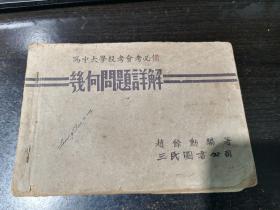 高中大學投考會考必備
幾何問題詳解
趙餘勳編著
三民圖書公司